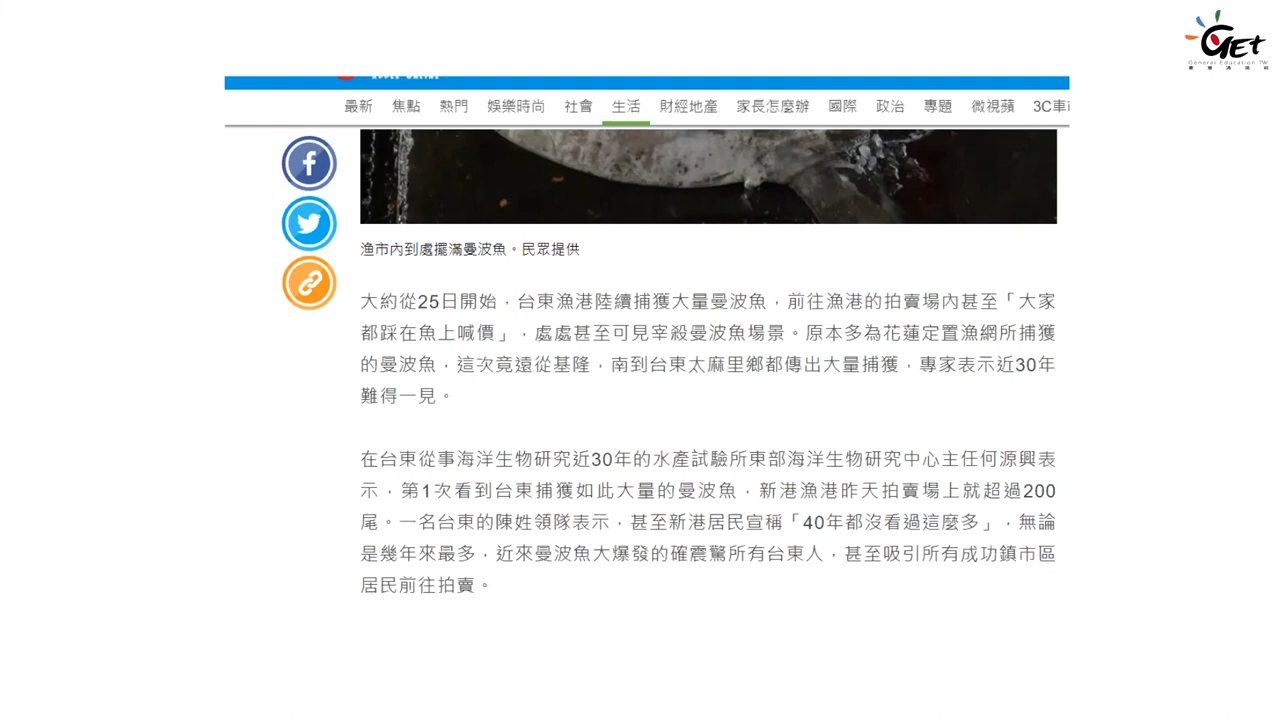 Get
General Education TW
最新 焦點 熱門 娛樂時尚 社會 生活 財經地產 家長怎麼辦 國際 政治 專題 微視蘋 3C車市
漁市內到處擺滿曼波魚。民眾提供
大約從25日開始，台東漁港陸續捕獲大量曼波魚，前往漁港的拍賣場內甚至「大家
都踩在魚上喊價」，處處甚至可見宰殺曼波魚場景。原本多為花蓮定置漁網所捕獲
的曼波魚，這次竟遠從基隆，南到台東太麻里鄉都傳出大量捕獲，專家表示近30年
難得一見。
在台東從事海洋生物研究近30年的水產試驗所東部海洋生物研究中心主任何源興表
示，第1次看到台東捕獲如此大量的曼波魚，新港漁港昨天拍賣場上就超過200
尾。一名台東的陳姓領隊表示，甚至新港居民宣稱「40年都沒看過這麼多」，無論
是幾年來最多，近來曼波魚大爆發的確震驚所有台東人，甚至吸引所有成功鎮市區
居民前往拍賣。